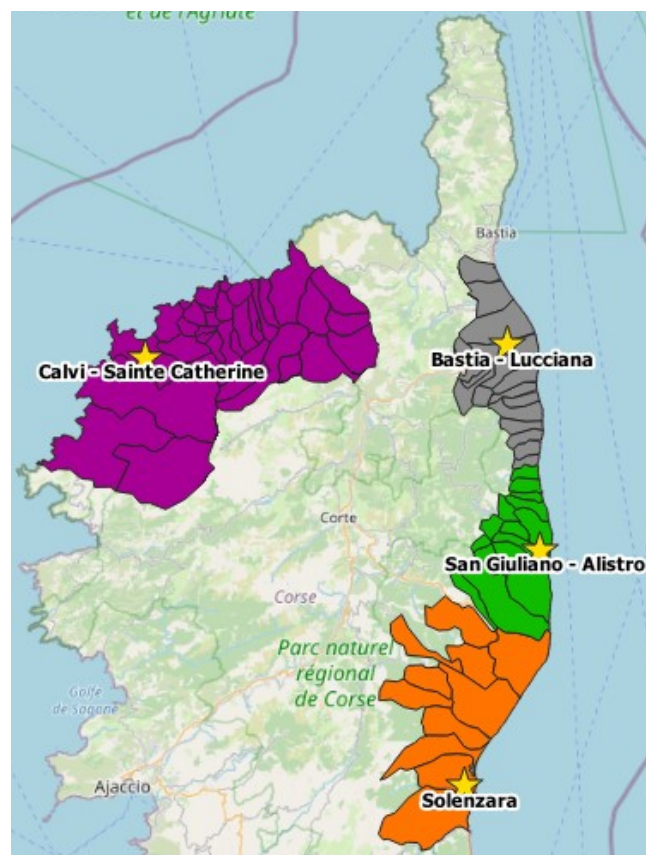 et de l'Agriate
Bastia
Bastia - Lucciana
Calvi - Sainte Catherine
Corte
San Giuliano - Alistro
Corse
Parc naturel
régional
de Corse
Golfe
de Sagone
Ajaccio
Solenzara